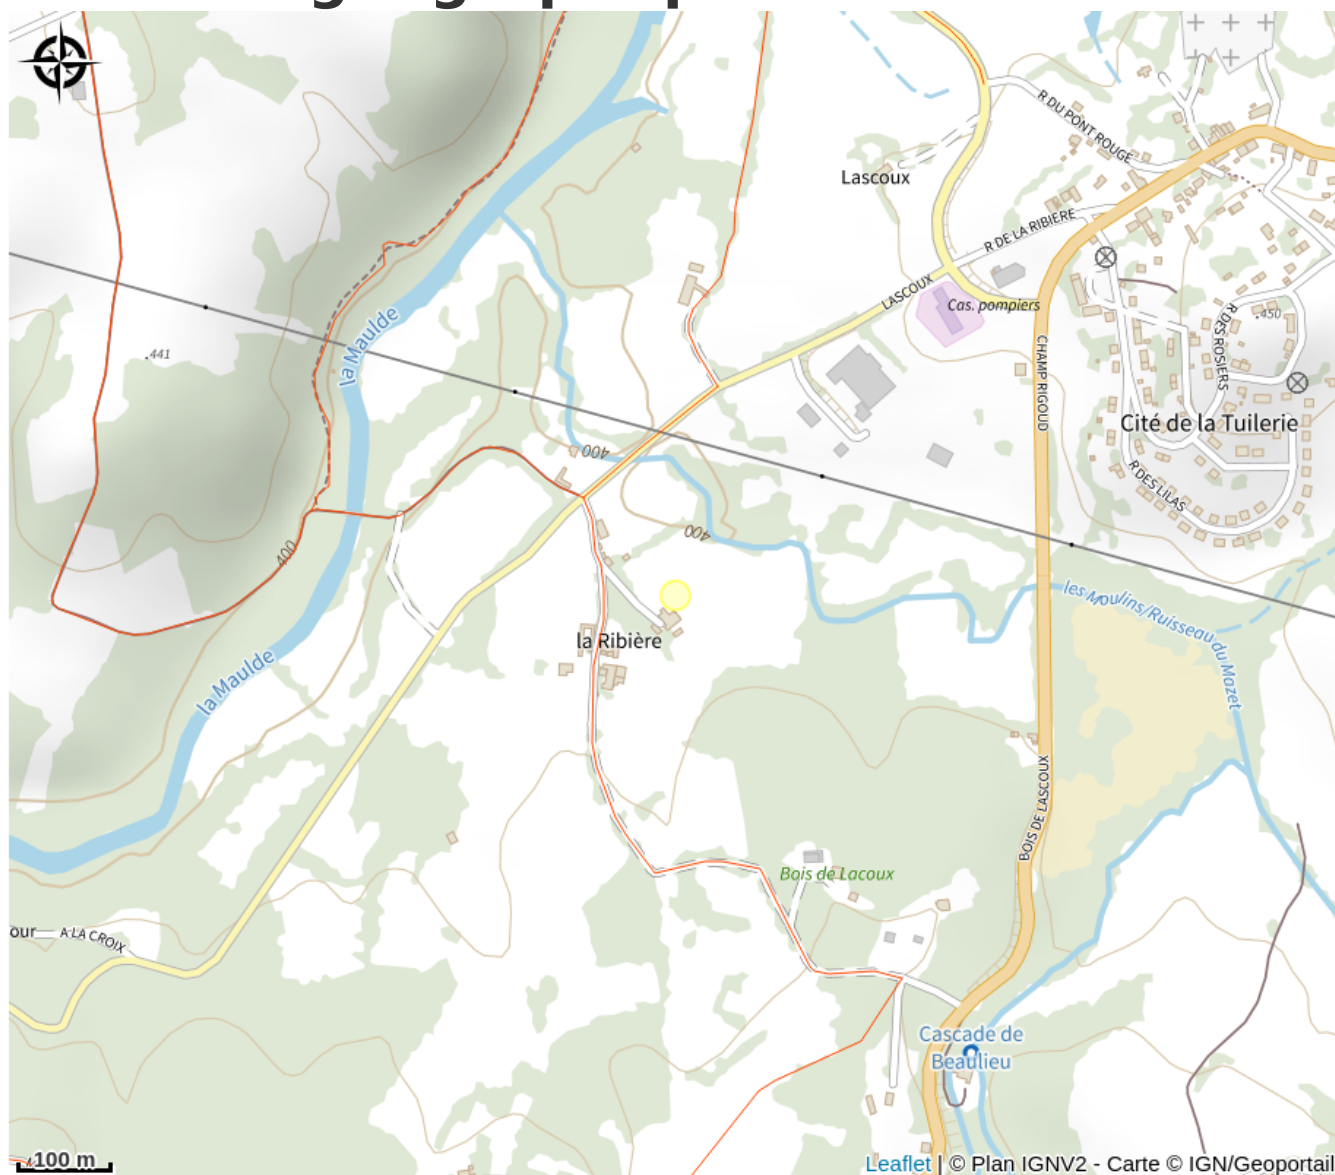 R DU PONT ROUGE
Lascoux
R DE LA RIBIÈRE
LASCOUX
Cas. pompiers
la Maulde
.441
.450
R DES ROSIERS
CHAMP RIGOUD
Cité de la Tuilerie
400
R DES LILAS
400
400
les Moulins/Ruisseau du Mazet
la Ribière
la Maulde
BOIS DE LASCOUX
Bois de Lacoux
our
A LA CROIX
Cascade de
Beaulieu
100 m
Leaflet | © Plan IGNV2 - Carte © IGN/Geoportail